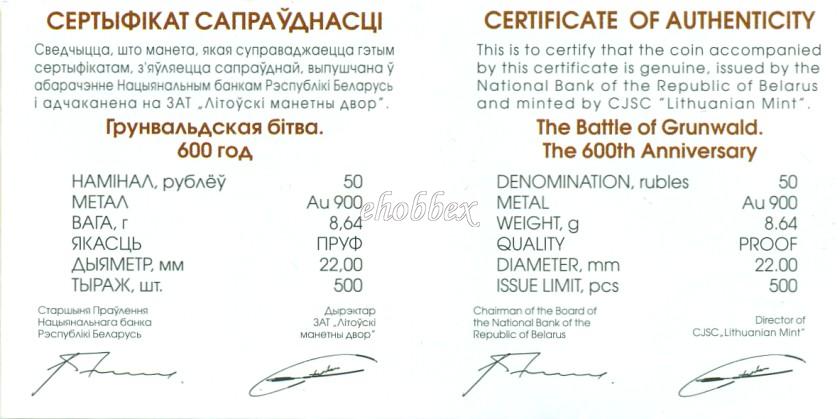 СЕРТЫФІКАТ САПРАЎДНАСЦІ
Сведчыцца, што манета, якая суправаджаецца гэтым
сертыфікатам, з'яўляецца сапраўднай, выпушчана ў
абарачэнне Нацыянальным банкам Рэспублікі Беларусь
і адчаканена на ЗАТ „Літоўскі манетны двор”.
Грунвальдская бітва.
600 год
НАМІНАЛ, рублёў 50
МЕТАЛ Au 900
ВАГА, г 8,64
ЯКАСЦЬ ПРУФ
ДЫЯМЕТР, мм 22,00
ТЫРАЖ, шт. 500
Старшыня Праўлення
Нацыянальнага банка
Рэспублікі Беларусь
Дырэктар
ЗАТ „Літоўскі
манетны двор”
ehobbex
CERTIFICATE OF AUTHENTICITY
This is to certify that the coin accompanied
by this certificate is genuine, issued by the
National Bank of the Republic of Belarus
and minted by CJSC “Lithuanian Mint”.
The Battle of Grunwald.
The 600th Anniversary
DENOMINATION, rubles 50
METAL Au 900
WEIGHT, g 8.64
QUALITY PROOF
DIAMETER, mm 22.00
ISSUE LIMIT, pcs 500
Chairman of the Board of
the National Bank of the
Republic of Belarus
Director of
CJSC„Lithuanian Mint”